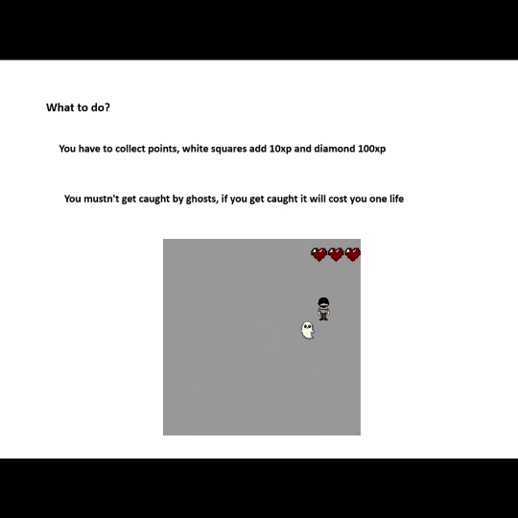 What to do?
You have to collect points, white squares add 10xp and diamond 100xp
You mustn't get caught by ghosts, if you get caught it will cost you one life